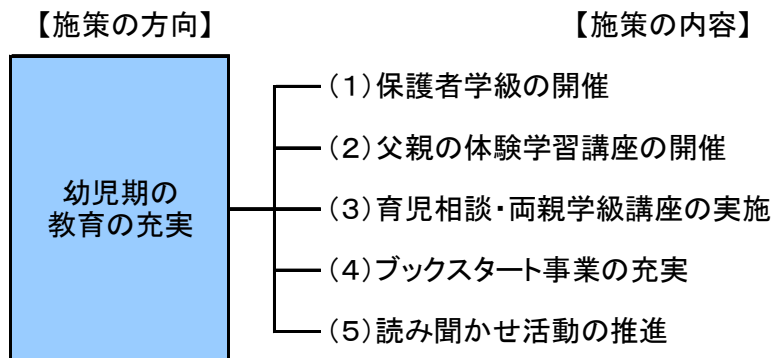 【施策の方向】
【施策の内容】
幼児期の
教育の充実
(1)保護者学級の開催
(2)父親の体験学習講座の開催
(3)育児相談・両親学級講座の実施
(4)ブックスタート事業の充実
(5)読み聞かせ活動の推進